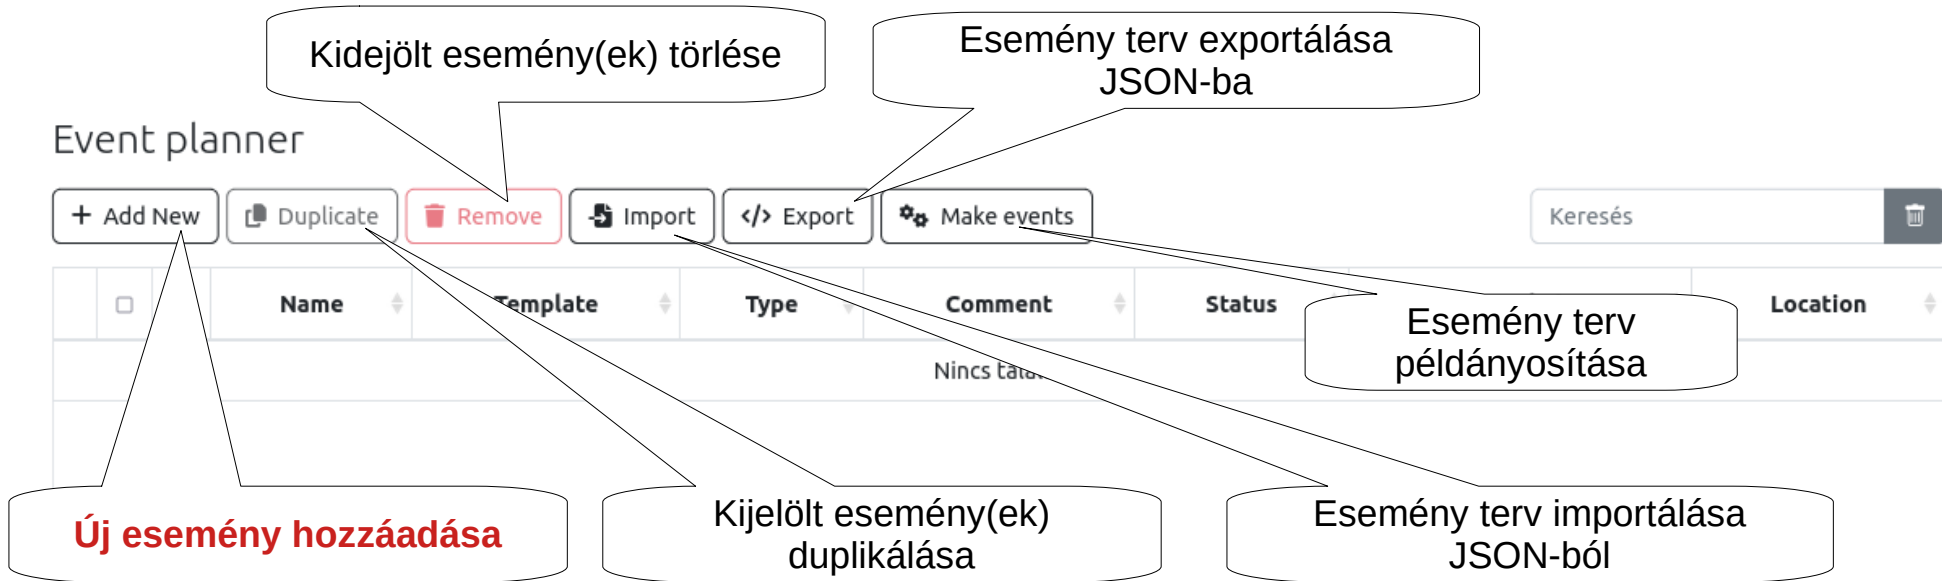 Kidejölt esemény(ek) törlése
Esemény terv exportálása
JSON-ba
Event planner
+ Add New
Duplicate
Remove
Import
</> Export
Make events
Keresés
Name
Template
Type
Comment
Status
Location
Nincs
Esemény terv
példányosítása
Új esemény hozzáadása
Kijelölt esemény(ek)
duplikálása
Esemény terv importálása
JSON-ból